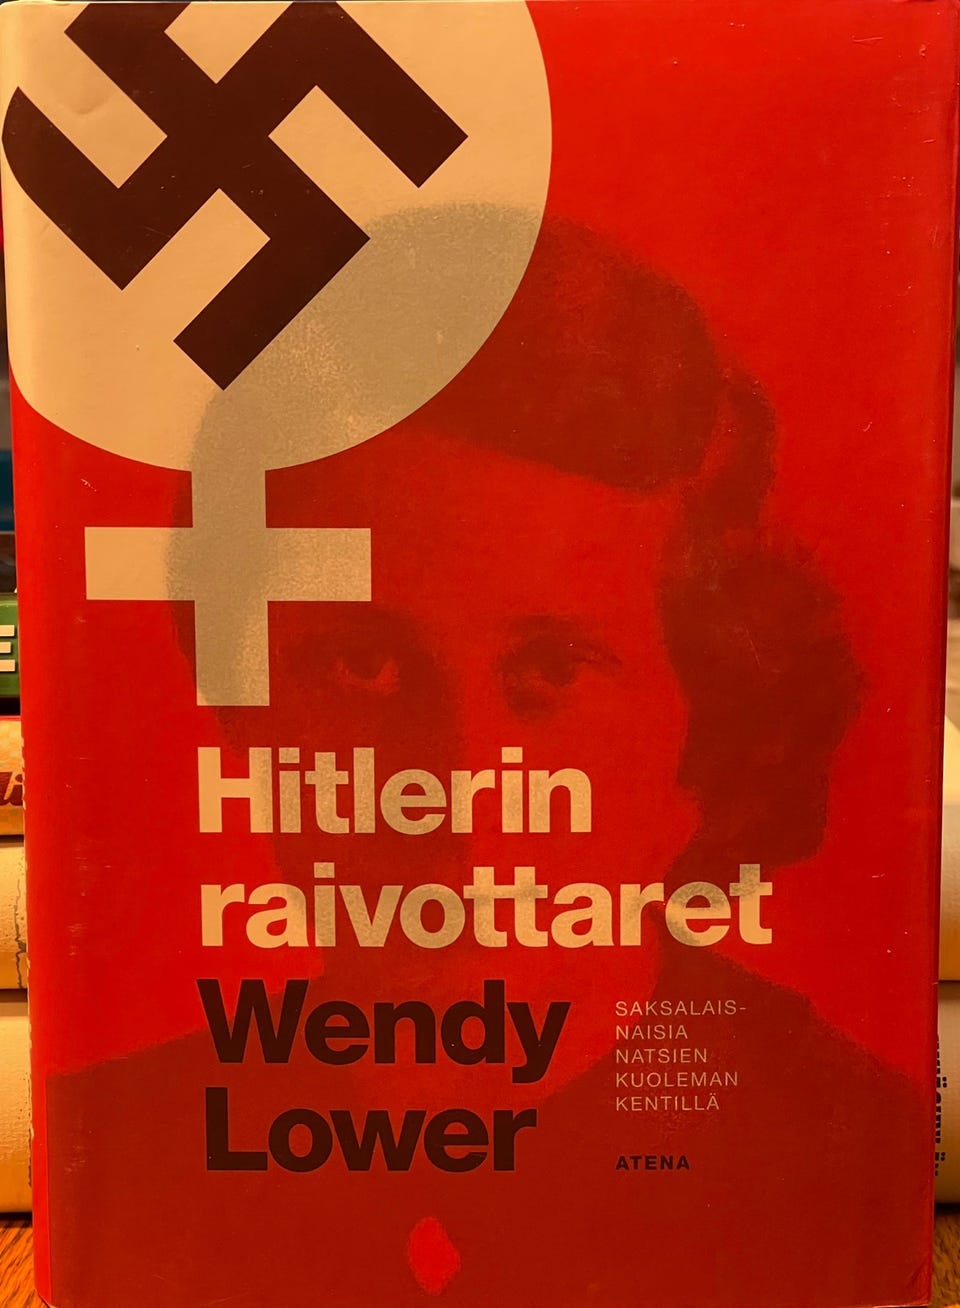 Hitlerin
raivottaret
Wendy
Lower
SAKSALAIS-
NAISIA
NATSIEN
KUOLEMAN
KENTILLÄ
ATENA